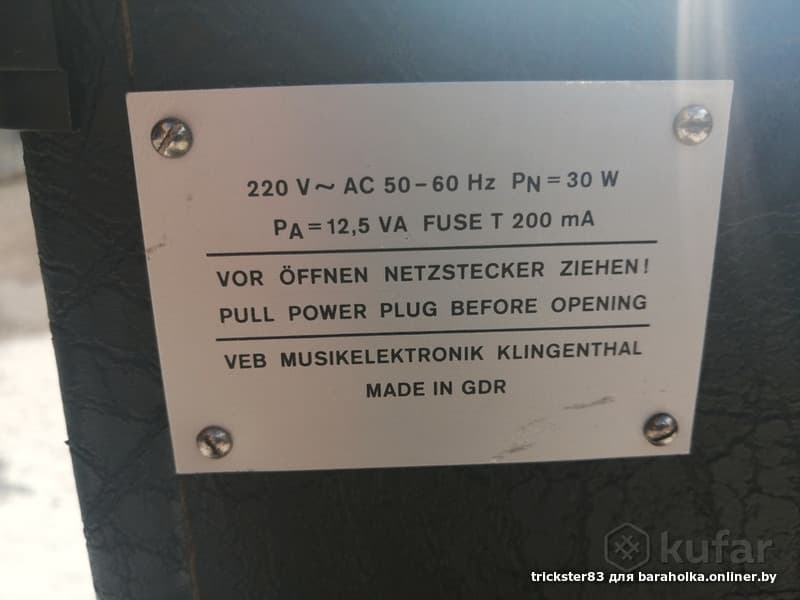 220 V~ AC 50-60 Hz PN=30 W
PA=12,5 VA FUSE T 200 mA
VOR ÖFFNEN NETZSTECKER ZIEHEN!
PULL POWER PLUG BEFORE OPENING
VEB MUSIKELEKTRONIK KLINGENTHAL
MADE IN GDR
kufar
trickster83 для baraholka.onliner.by